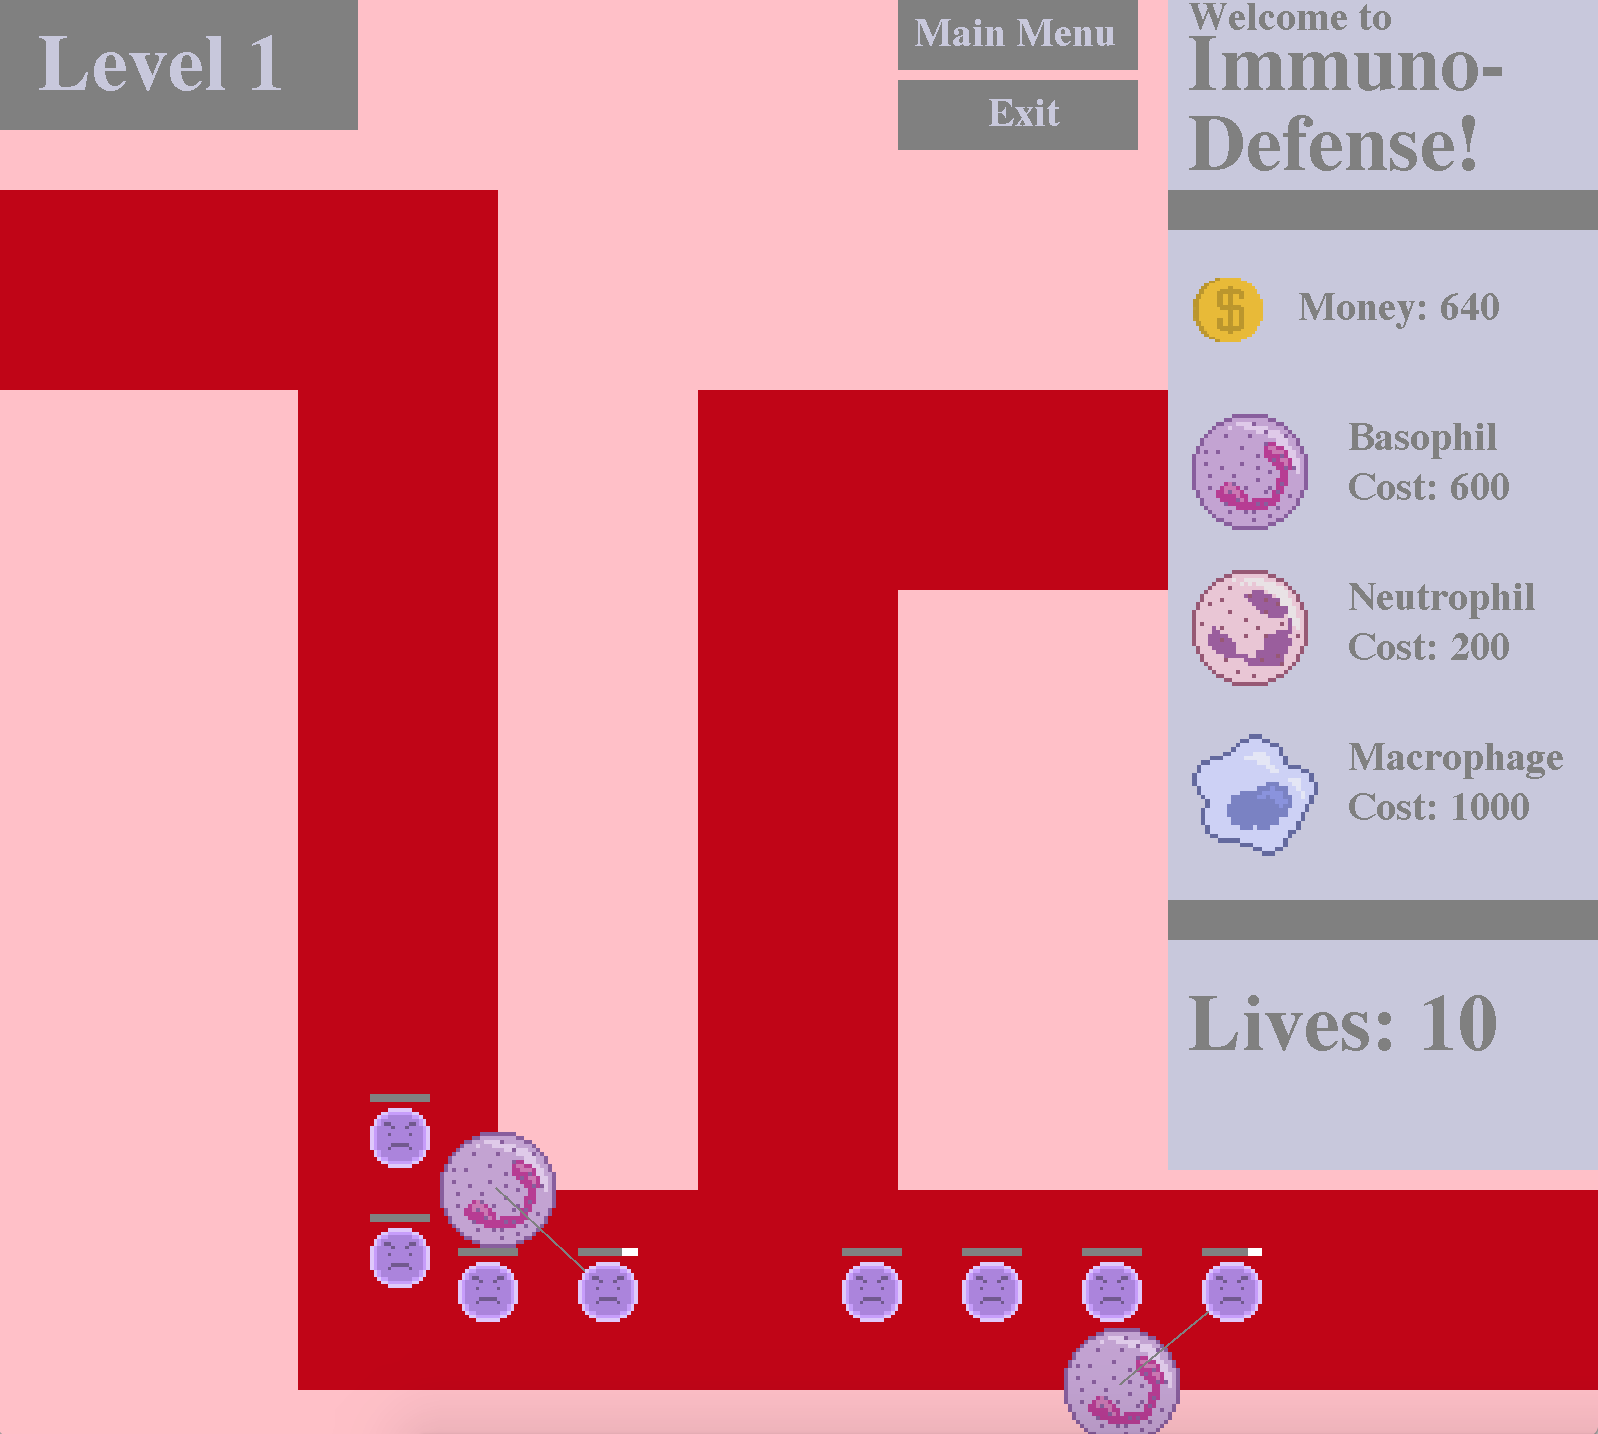 Level 1
Main Menu
Exit
Welcome to
Immuno-
Defense!
$
Money: 640
Basophil
Cost: 600
Neutrophil
Cost: 200
Macrophage
Cost: 1000
Lives: 10